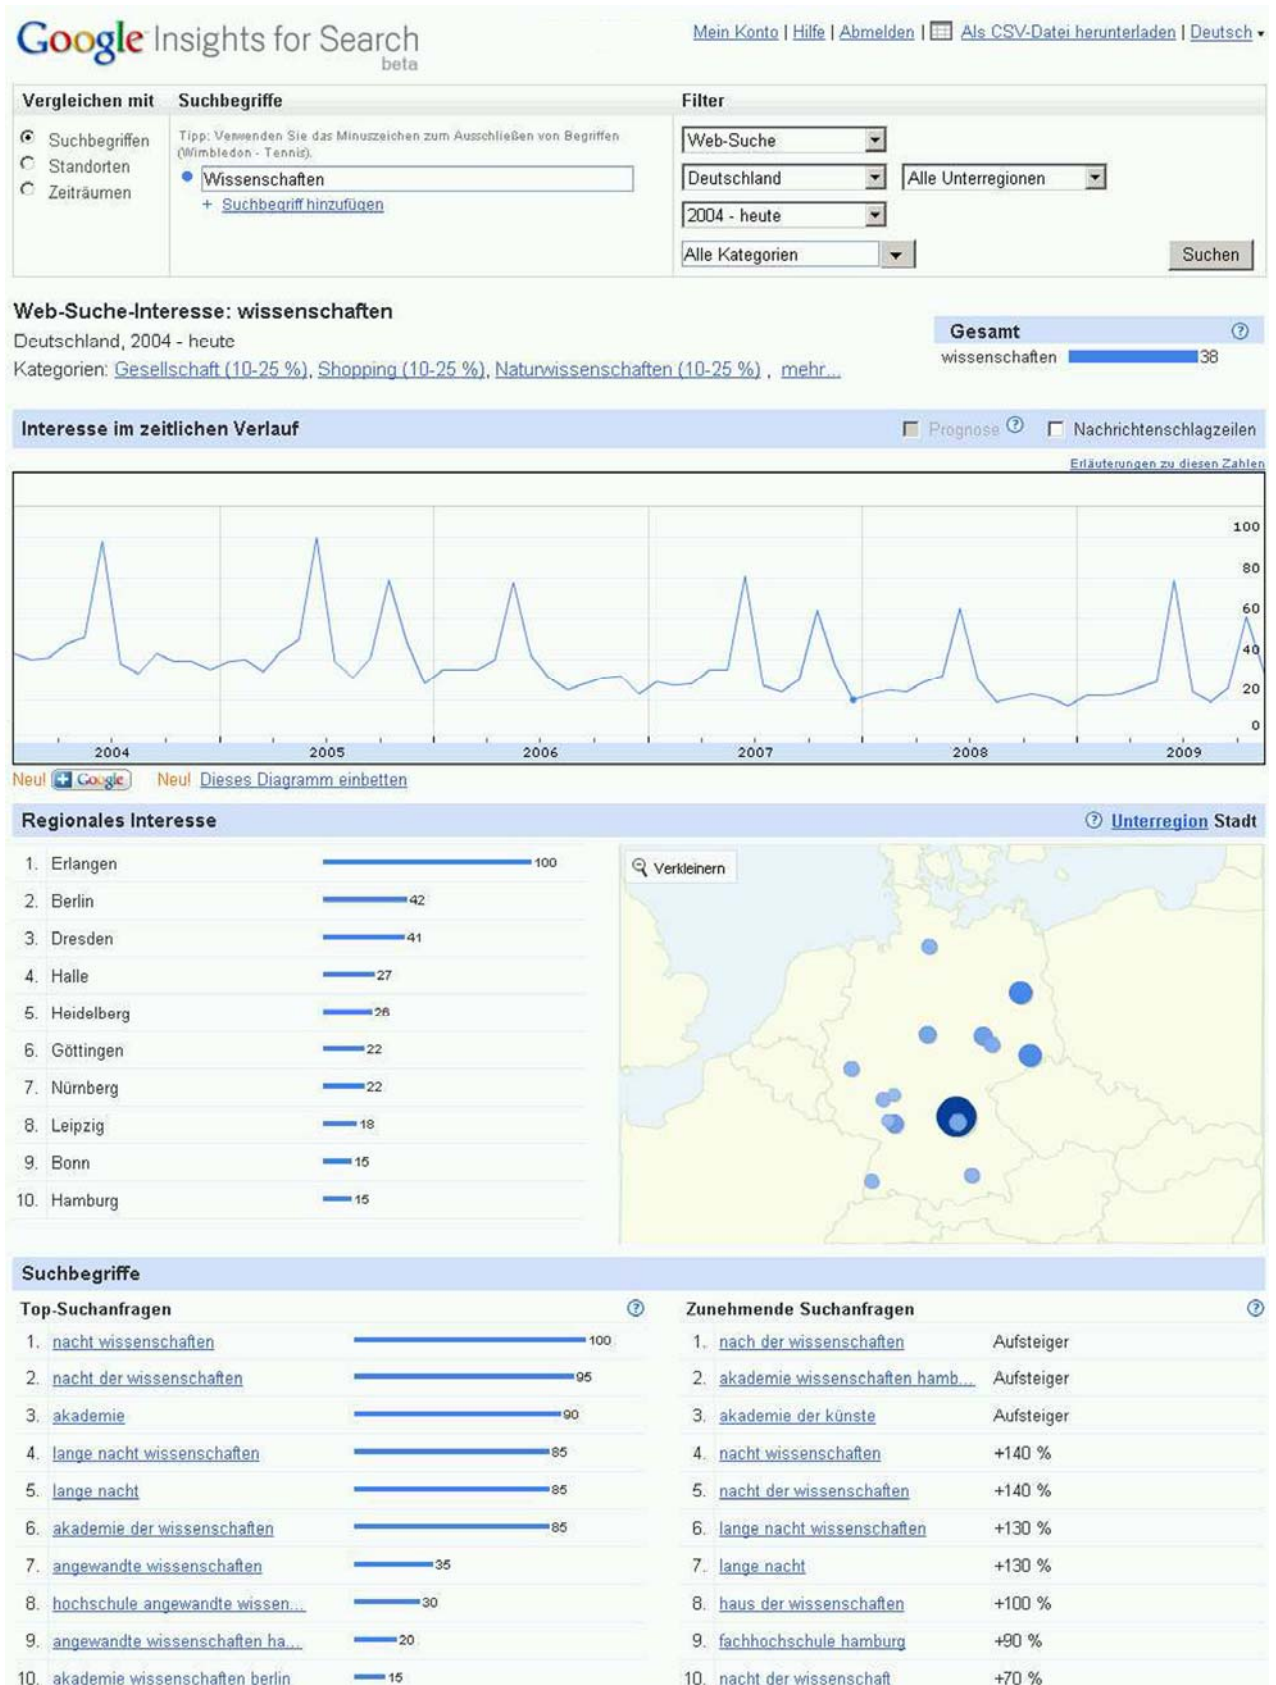 Google Insights for Search
beta
Mein Konto | Hilfe | Abmelden | Als CSV-Datei herunterladen | Deutsch
Vergleichen mit
Suchbegriffen
Standorten
Zeiträumen
Suchbegriffe
Tipp: Verwenden Sie das Minuszeichen zum Ausschließen von Begriffen
(Wimbledon - Tennis).
Wissenschaften
+ Suchbegriff hinzufügen
Filter
Web-Suche
Deutschland Alle Unterregionen
2004 - heute
Alle Kategorien Suchen
Web-Suche-Interesse: wissenschaften
Deutschland, 2004 - heute
Kategorien: Gesellschaft (10-25 %), Shopping (10-25 %), Naturwissenschaften (10-25 %) , mehr...
Gesamt ?
wissenschaften 38
Interesse im zeitlichen Verlauf Prognose ? Nachrichtenschlagzeilen
Erläuterungen zu diesen Zahlen
100
80
60
40
20
0
2004 2005 2006 2007 2008 2009
Neu! + Google Neu! Dieses Diagramm einbetten
Regionales Interesse ? Unterregion Stadt
1. Erlangen 100
2. Berlin 42
3. Dresden 41
4. Halle 27
5. Heidelberg 26
6. Göttingen 22
7. Nürnberg 22
8. Leipzig 18
9. Bonn 15
10. Hamburg 15
Verkleinern
Suchbegriffe
Top-Suchanfragen ?
1. nacht wissenschaften 100
2. nacht der wissenschaften 95
3. akademie 90
4. lange nacht wissenschaften 85
5. lange nacht 85
6. akademie der wissenschaften 85
7. angewandte wissenschaften 35
8. hochschule angewandte wissen... 30
9. angewandte wissenschaften ha... 20
10. akademie wissenschaften berlin 15
Zunehmende Suchanfragen ?
1. nach der wissenschaften Aufsteiger
2. akademie wissenschaften hamb... Aufsteiger
3. akademie der künste Aufsteiger
4. nacht wissenschaften +140 %
5. nacht der wissenschaften +140 %
6. lange nacht wissenschaften +130 %
7. lange nacht +130 %
8. haus der wissenschaften +100 %
9. fachhochschule hamburg +90 %
10. nacht der wissenschaft +70 %